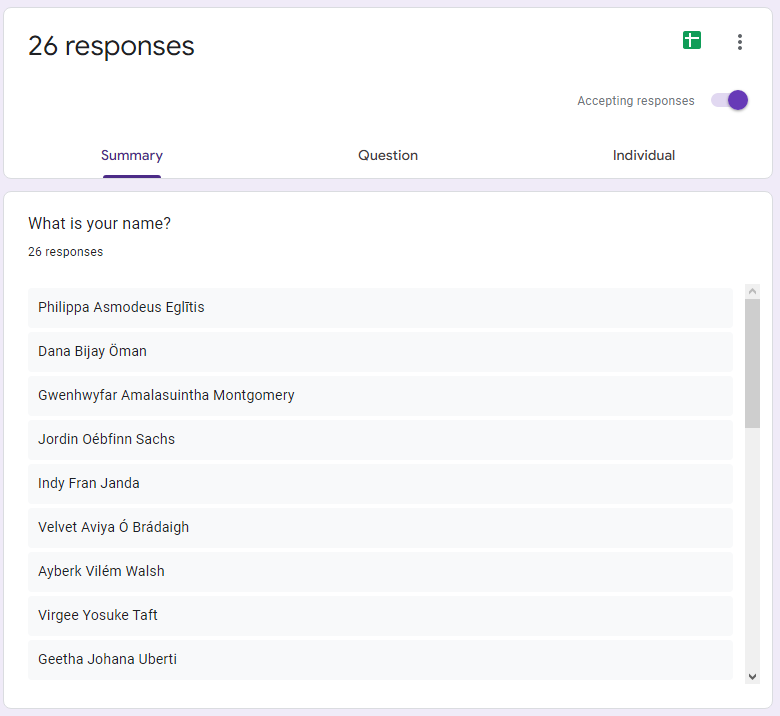 26 responses
Accepting responses
Summary
Question
Individual
What is your name?
26 responses
Philippa Asmodeus Eglītis
Dana Bijay Öman
Gwenhwyfar Amalasuintha Montgomery
Jordin Oébfinn Sachs
Indy Fran Janda
Velvet Aviya Ó Brádaigh
Ayberk Vilém Walsh
Virgee Yosuke Taft
Geetha Johana Uberti